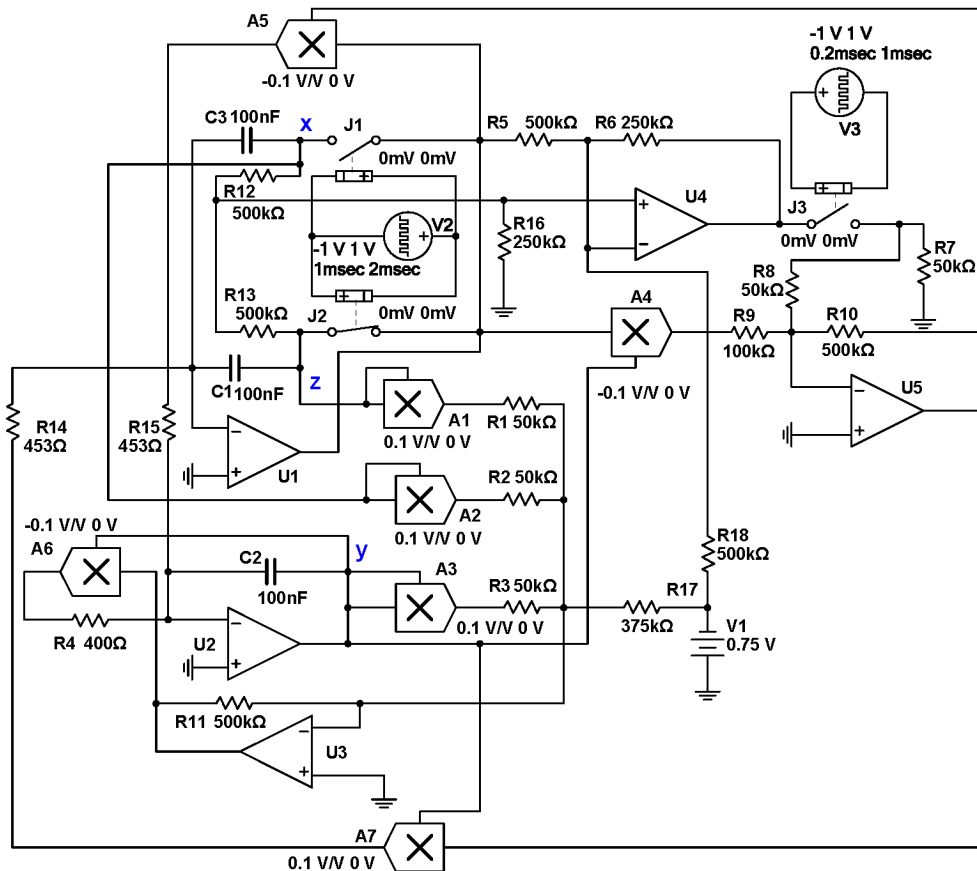 A5
-0.1 V/V 0 V
-1 V 1 V
0.2msec 1msec
V3
C3 100nF
x
J1
0mV 0mV
R5 500kΩ
R6 250kΩ
R12
500kΩ
U4
J3
0mV 0mV
R16
250kΩ
V2
-1 V 1 V
1msec 2msec
R7
50kΩ
R8
50kΩ
R13
500kΩ
J2
0mV 0mV
A4
-0.1 V/V 0 V
R9
100kΩ
R10
500kΩ
C1 100nF
z
U5
R14
453Ω
R15
453Ω
A1
0.1 V/V 0 V
R1 50kΩ
U1
R2 50kΩ
A2
0.1 V/V 0 V
-0.1 V/V 0 V
A6
C2
100nF
y
A3
0.1 V/V 0 V
R3 50kΩ
R18
500kΩ
R17
375kΩ
V1
0.75 V
R4 400Ω
U2
R11 500kΩ
U3
A7
0.1 V/V 0 V